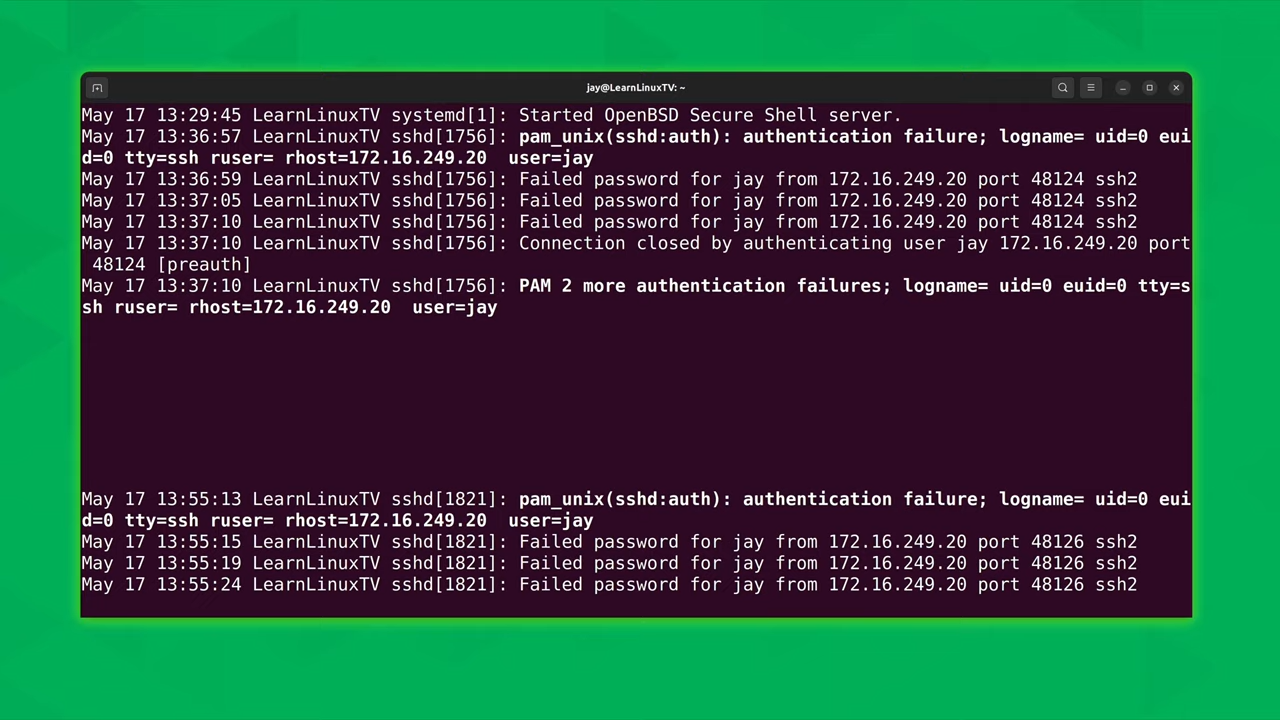 jay@LearnLinuxTV: ~
May 17 13:29:45 LearnLinuxTV systemd[1]: Started OpenBSD Secure Shell server.
May 17 13:36:57 LearnLinuxTV sshd[1756]: pam_unix(sshd:auth): authentication failure; logname= uid=0 eui
d=0 tty=ssh ruser= rhost=172.16.249.20  user=jay
May 17 13:36:59 LearnLinuxTV sshd[1756]: Failed password for jay from 172.16.249.20 port 48124 ssh2
May 17 13:37:05 LearnLinuxTV sshd[1756]: Failed password for jay from 172.16.249.20 port 48124 ssh2
May 17 13:37:10 LearnLinuxTV sshd[1756]: Failed password for jay from 172.16.249.20 port 48124 ssh2
May 17 13:37:10 LearnLinuxTV sshd[1756]: Connection closed by authenticating user jay 172.16.249.20 port
 48124 [preauth]
May 17 13:37:10 LearnLinuxTV sshd[1756]: PAM 2 more authentication failures; logname= uid=0 euid=0 tty=s
sh ruser= rhost=172.16.249.20  user=jay
May 17 13:55:13 LearnLinuxTV sshd[1821]: pam_unix(sshd:auth): authentication failure; logname= uid=0 eui
d=0 tty=ssh ruser= rhost=172.16.249.20  user=jay
May 17 13:55:15 LearnLinuxTV sshd[1821]: Failed password for jay from 172.16.249.20 port 48126 ssh2
May 17 13:55:19 LearnLinuxTV sshd[1821]: Failed password for jay from 172.16.249.20 port 48126 ssh2
May 17 13:55:24 LearnLinuxTV sshd[1821]: Failed password for jay from 172.16.249.20 port 48126 ssh2